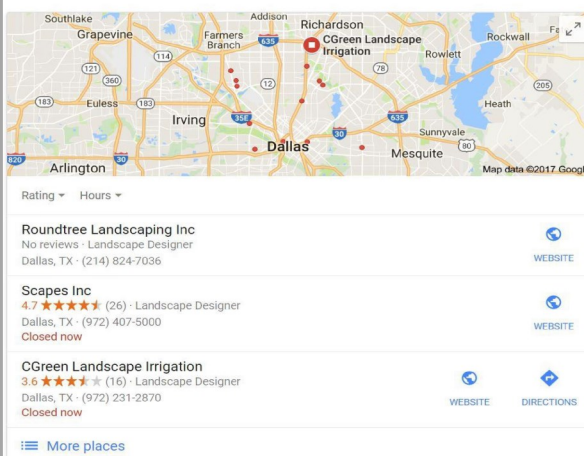 Southlake
Grapevine
Farmers
Branch
Addison
Richardson
635
CGreen Landscape
Irrigation
Rowlett
Rockwall
121
114
360
12
78
205
183
Euless
183
35E
Irving
Heath
635
30
Sunnyvale
80
Dallas
Mesquite
820
30
Arlington
Map data ©2017 Googl
Rating Hours
Roundtree Landscaping Inc
No reviews · Landscape Designer
Dallas, TX · (214) 824-7036
WEBSITE
Scapes Inc
4.7 (26) · Landscape Designer
Dallas, TX · (972) 407-5000
Closed now
WEBSITE
CGreen Landscape Irrigation
3.6 (16) · Landscape Designer
Dallas, TX · (972) 231-2870
Closed now
WEBSITE
DIRECTIONS
More places